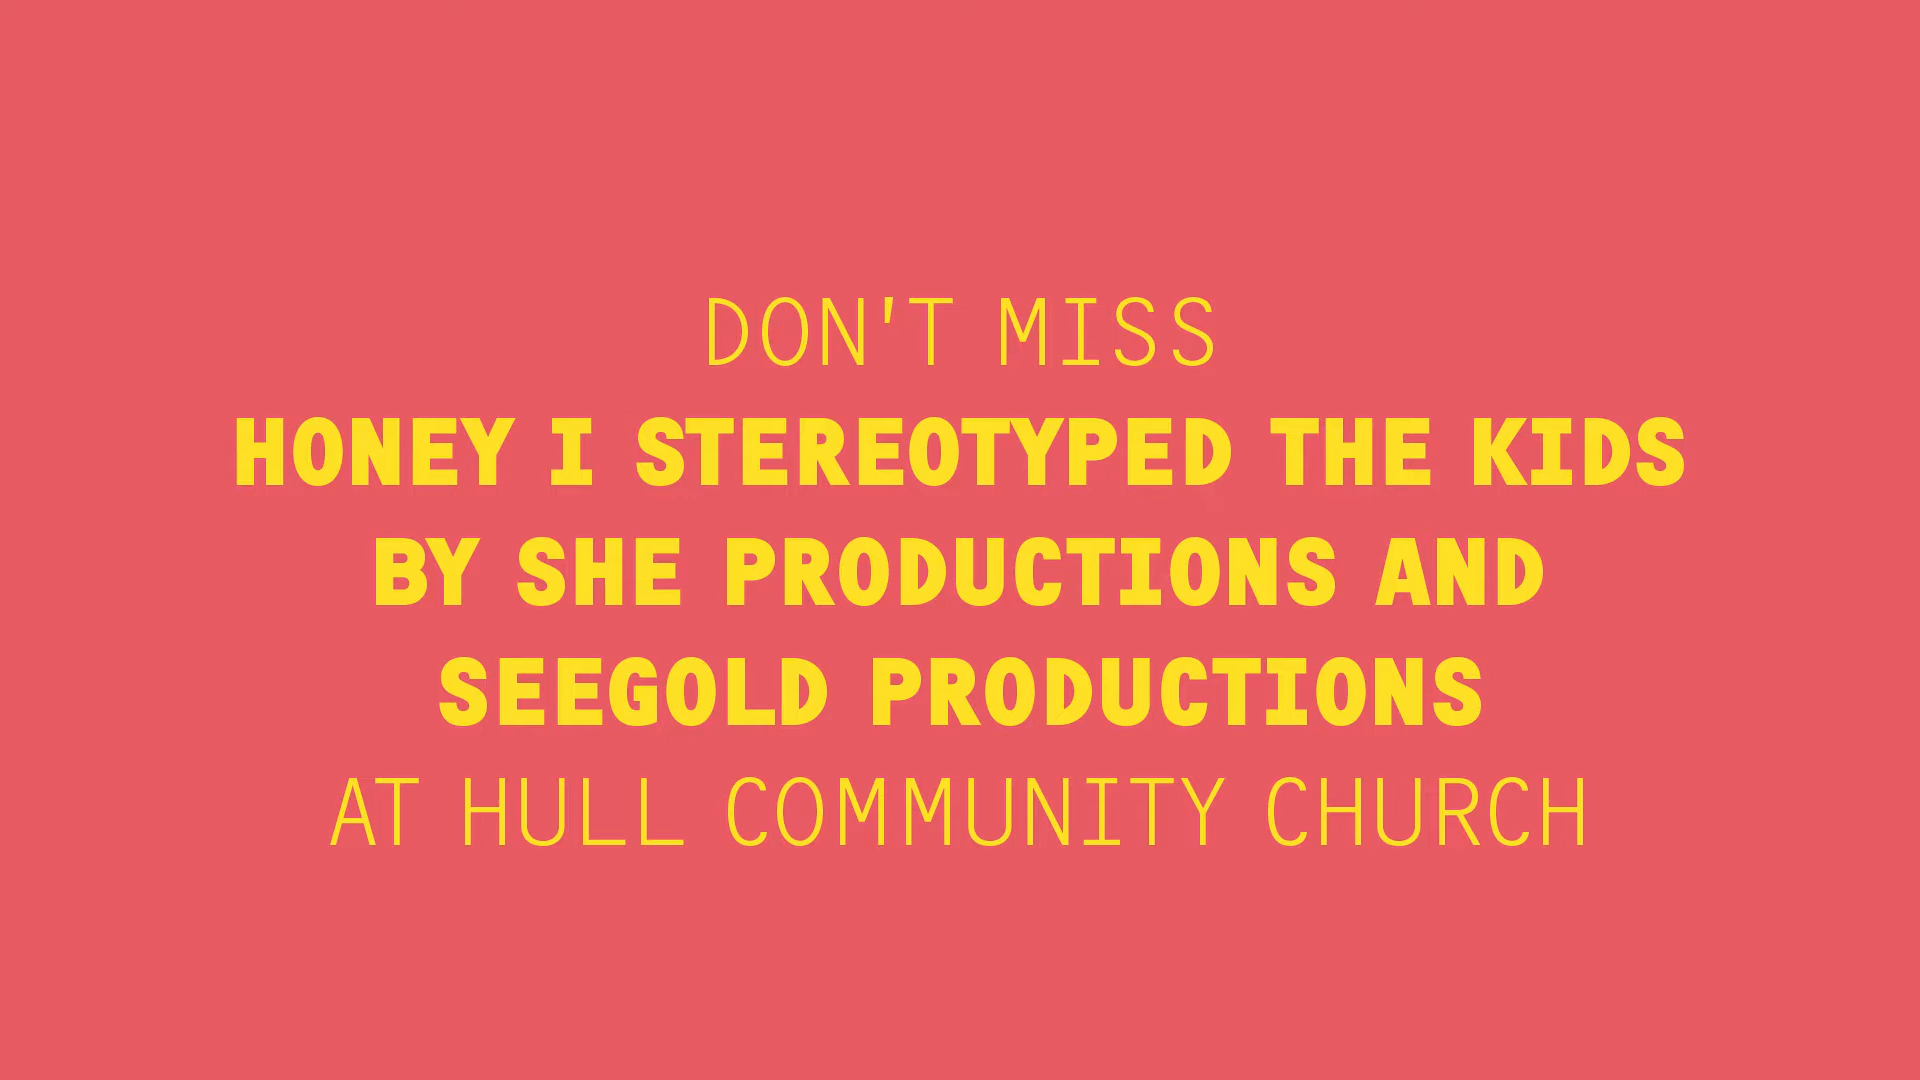 DON'T MISS
HONEY I STEREOTYPED THE KIDS
BY SHE PRODUCTIONS AND
SEEGOLD PRODUCTIONS
AT HULL COMMUNITY CHURCH